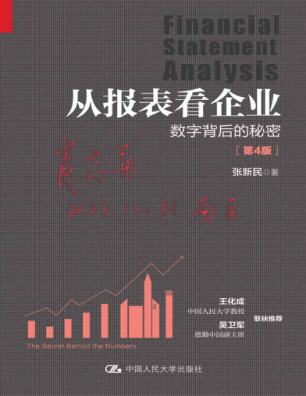 Financial
Statement
Analysis
从报表看企业
数字背后的秘密
[第4版]
张新民◎著
王化成
中国人民大学教授
吴卫军
德勤中国副主席
联袂推荐
The Secret Behind the Numbers
中国人民大学出版社